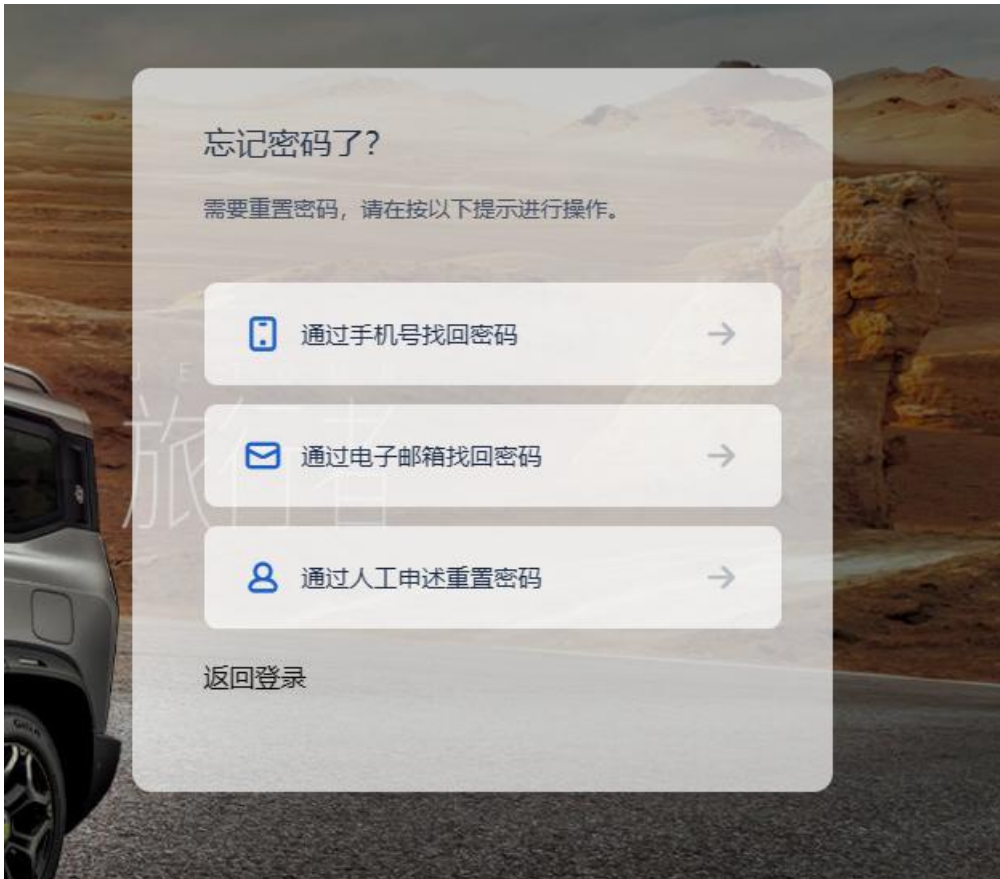 忘记密码了？
需要重置密码，请在按以下提示进行操作。
通过手机号找回密码
旅行者
通过电子邮箱找回密码
通过人工申述重置密码
返回登录